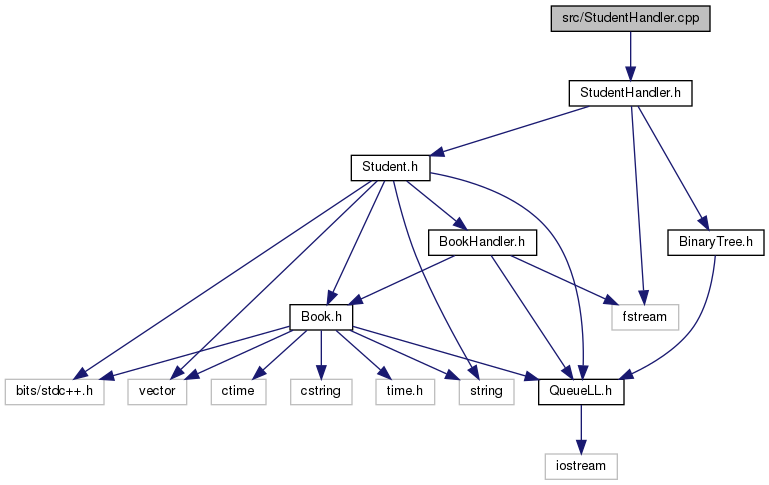 src/StudentHandler.cpp
StudentHandler.h
Student.h
BookHandler.h
BinaryTree.h
Book.h
fstream
bits/stdc++.h
vector
ctime
cstring
time.h
string
QueueLL.h
iostream